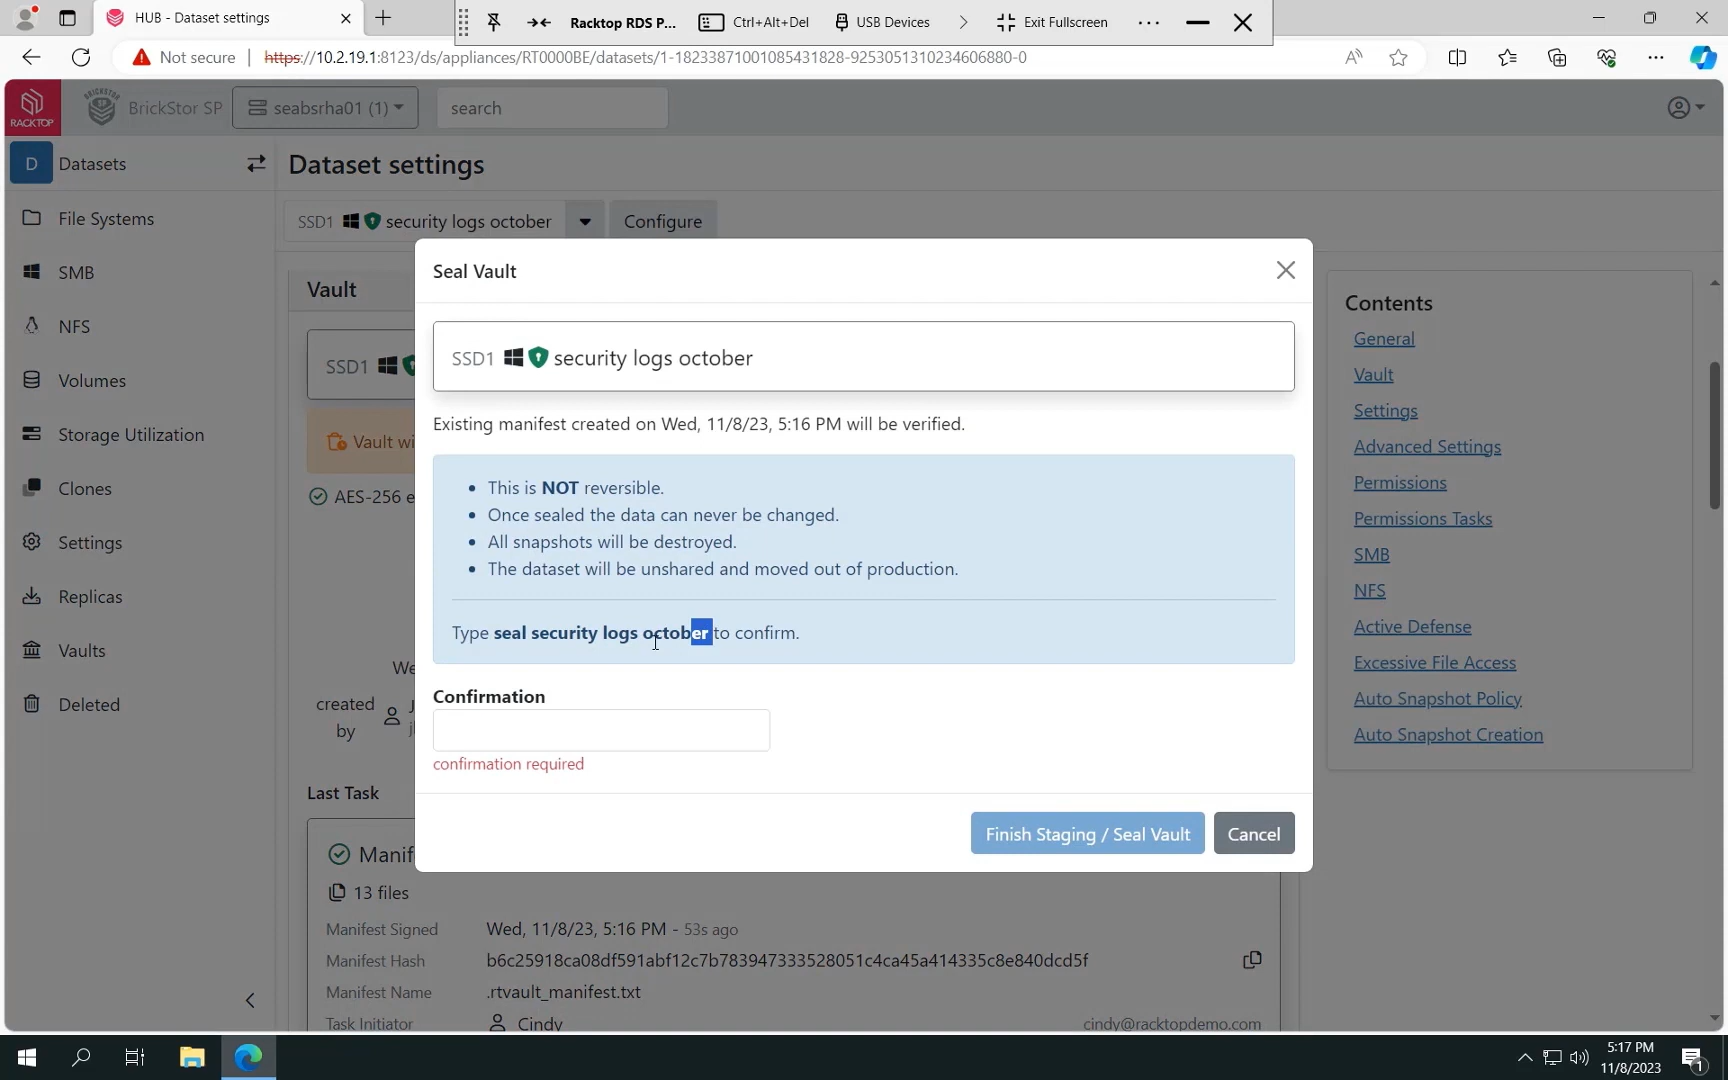 HUB - Dataset settings
Racktop RDS P...
Ctrl+Alt+Del
USB Devices
Exit Fullscreen
Not secure
https://10.2.19.1:8123/ds/appliances/RT0000BE/datasets/1-18233871001085431828-9253051310234606880-0
RACKTOP
BrickStor SP
seabsrha01 (1)
search
D
Datasets
File Systems
SMB
NFS
Volumes
Storage Utilization
Clones
Settings
Replicas
Vaults
Deleted
Dataset settings
SSD1 security logs october
Configure
Vault
SSD1
Vault wi
AES-256 e
We
created
by
Last Task
Manif
13 files
Manifest Signed Wed, 11/8/23, 5:16 PM - 53s ago
Manifest Hash b6c25918ca08df591abf12c7b783947333528051c4ca45a414335c8e840dcd5f
Manifest Name .rtvault_manifest.txt
Task Initiator Cindy cindy@racktopdemo.com
Seal Vault
SSD1 security logs october
Existing manifest created on Wed, 11/8/23, 5:16 PM will be verified.
• This is NOT reversible.
• Once sealed the data can never be changed.
• All snapshots will be destroyed.
• The dataset will be unshared and moved out of production.
Type seal security logs october to confirm.
Confirmation
confirmation required
Finish Staging / Seal Vault
Cancel
Contents
General
Vault
Settings
Advanced Settings
Permissions
Permissions Tasks
SMB
NFS
Active Defense
Excessive File Access
Auto Snapshot Policy
Auto Snapshot Creation
5:17 PM
11/8/2023
1